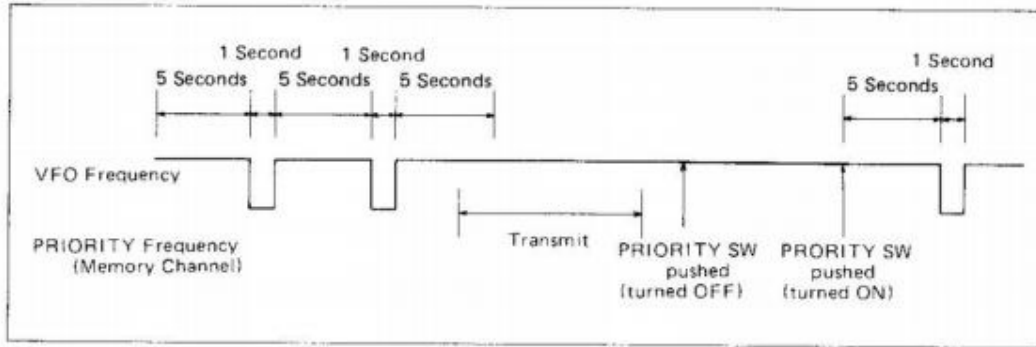 1 Second
1 Second
1 Second
5 Seconds
5 Seconds
5 Seconds
5 Seconds
VFO Frequency
PRIORITY Frequency
(Memory Channel)
Transmit
PRIORITY SW
pushed
(turned OFF)
PRORITY SW
pushed
(turned ON)